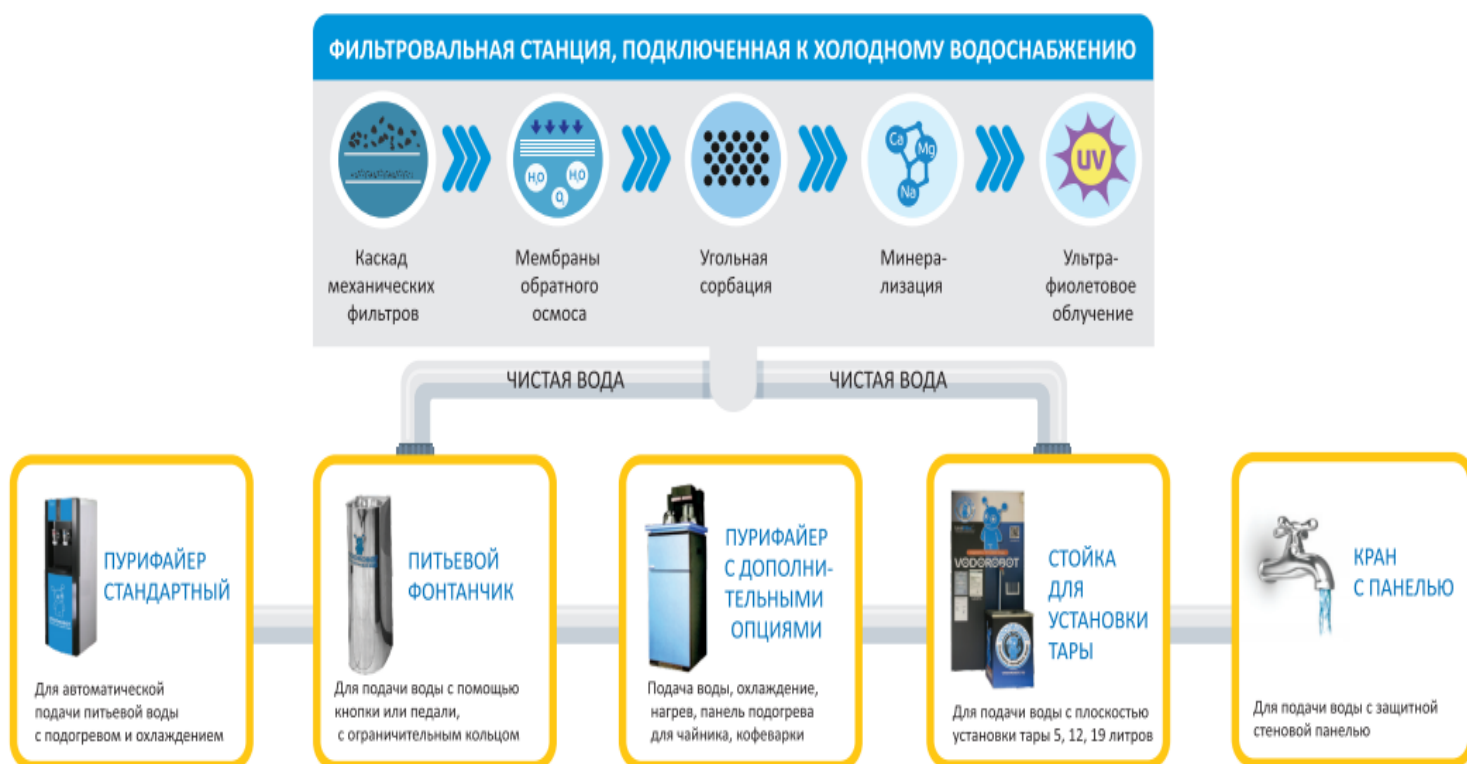 ФИЛЬТРОВАЛЬНАЯ СТАНЦИЯ, ПОДКЛЮЧЕННАЯ К ХОЛОДНОМУ ВОДОСНАБЖЕНИЮ
H₂O
H₂O
O₂
Ca
Mg
Na
UV
Каскад
механических
фильтров
Мембраны
обратного
осмоса
Угольная
сорбация
Минера-
лизация
Ультра-
фиолетовое
облучение
ЧИСТАЯ ВОДА
ЧИСТАЯ ВОДА
ПУРИФАЙЕР
СТАНДАРТНЫЙ
Для автоматической
подачи питьевой воды
с подогревом и охлаждением
ПИТЬЕВОЙ
ФОНТАНЧИК
Для подачи воды с помощью
кнопки или педали,
с ограничительным кольцом
ПУРИФАЙЕР
С ДОПОЛНИ-
ТЕЛЬНЫМИ
ОПЦИЯМИ
Подача воды, охлаждение,
нагрев, панель подогрева
для чайника, кофеварки
VODOROBOT
СТОЙКА
ДЛЯ
УСТАНОВКИ
ТАРЫ
Для подачи воды с плоскостью
установки тары 5, 12, 19 литров
КРАН
С ПАНЕЛЬЮ
Для подачи воды с защитной
стеновой панелью